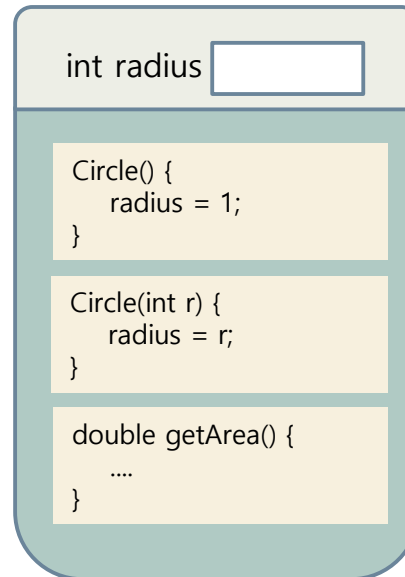 int radius
Circle() {
radius = 1;
}
Circle(int r) {
radius = r;
}
double getArea() {
....
}